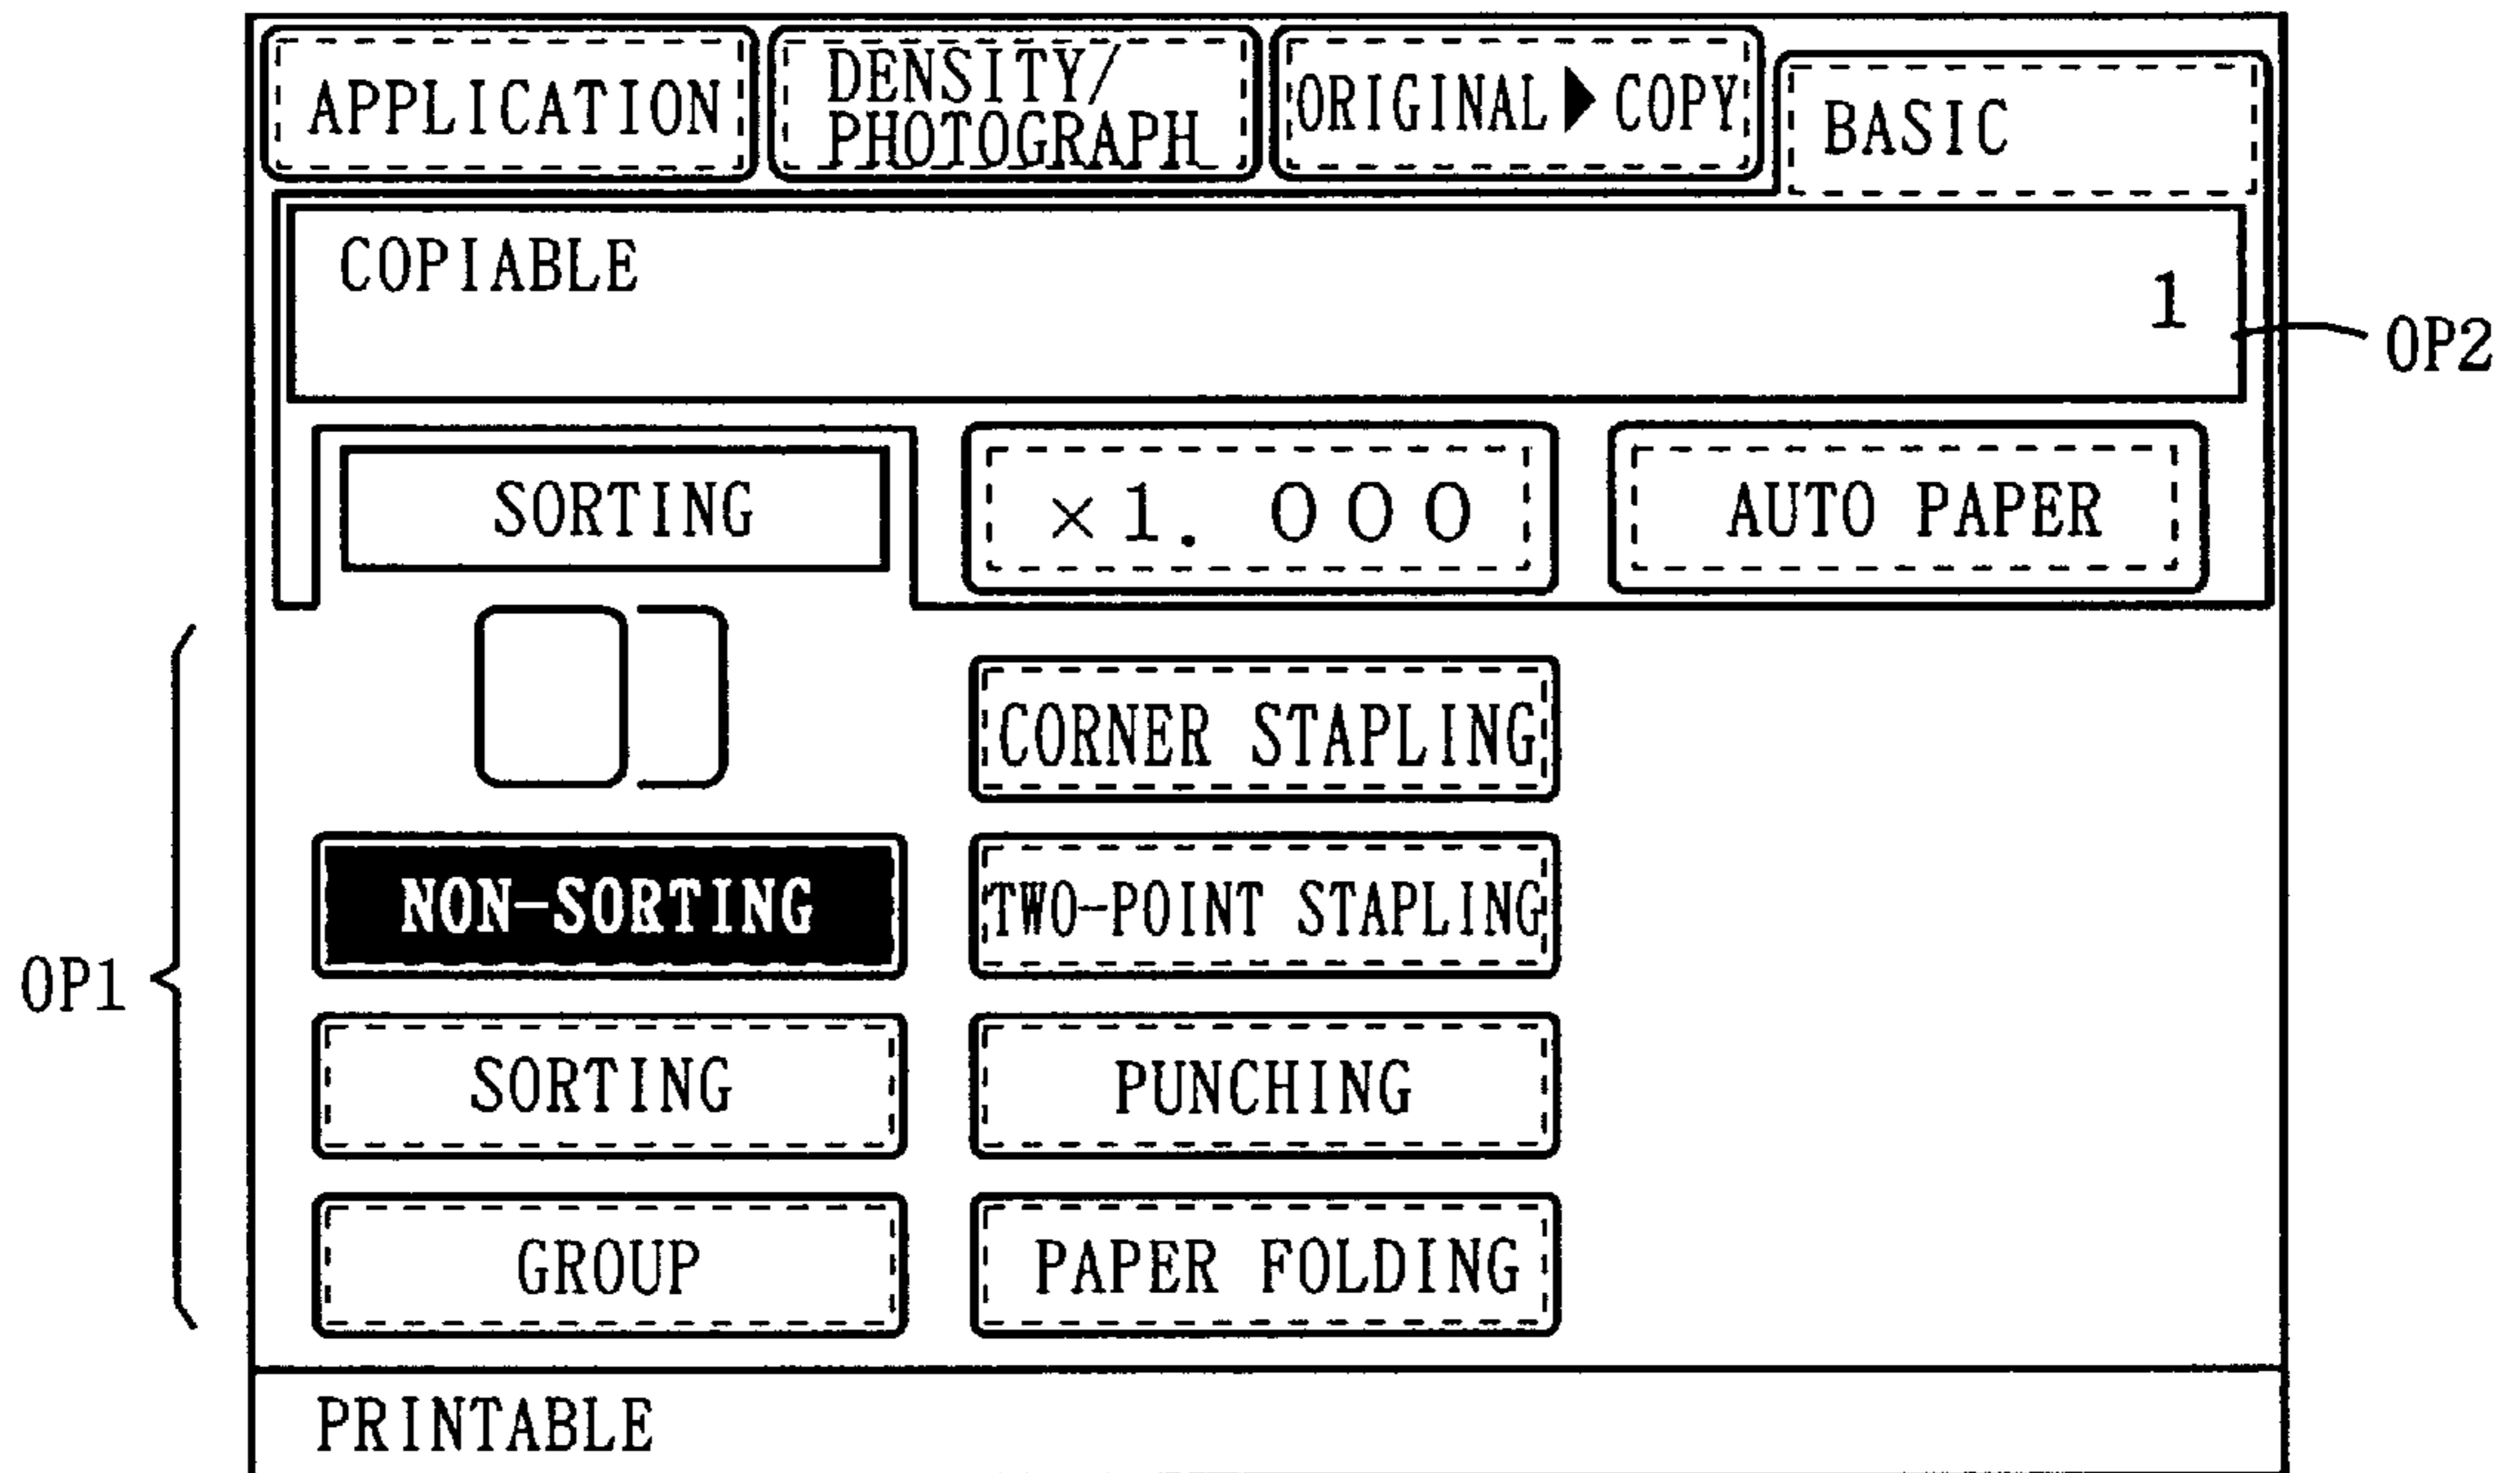 APPLICATION
DENSITY/
PHOTOGRAPH
ORIGINAL ▶ COPY
BASIC
COPIABLE
1
OP2
SORTING
×1. 000
AUTO PAPER
CORNER STAPLING
NON-SORTING
TWO-POINT STAPLING
OP1
SORTING
PUNCHING
GROUP
PAPER FOLDING
PRINTABLE